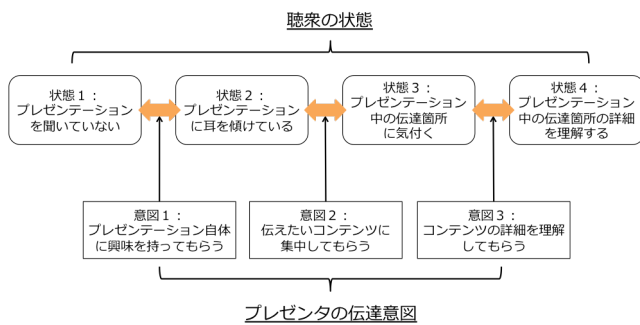 聴衆の状態
状態１：
プレゼンテーション
を聞いていない
状態２：
プレゼンテーション
に耳を傾けている
状態３：
プレゼンテーション
中の伝達箇所
に気付く
状態４：
プレゼンテーション
中の伝達箇所の詳細
を理解する
意図１：
プレゼンテーション自体
に興味を持ってもらう
意図２：
伝えたいコンテンツに
集中してもらう
意図３：
コンテンツの詳細を理解
してもらう
プレゼンタの伝達意図